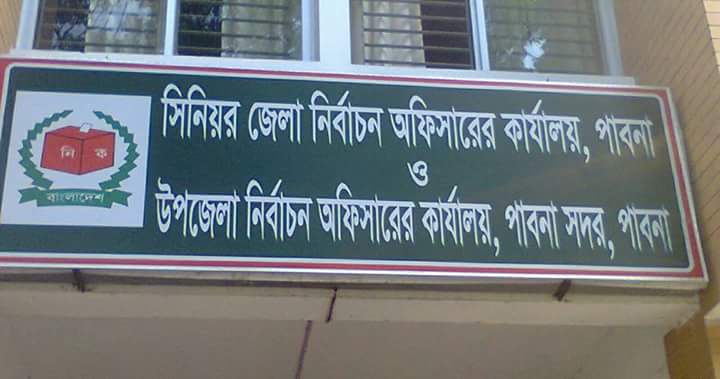 সিনিয়র জেলা নির্বাচন অফিসারের কার্যালয়, পাবনা
ও
উপজেলা নির্বাচন অফিসারের কার্যালয়, পাবনা সদর, পাবনা
নি ক
বাংলাদেশ